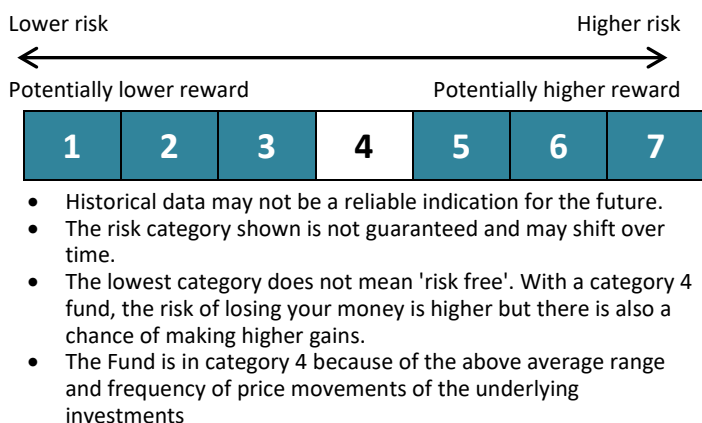 Lower risk Higher risk
Potentially lower reward Potentially higher reward
1 2 3 4 5 6 7
• Historical data may not be a reliable indication for the future.
• The risk category shown is not guaranteed and may shift over
time.
• The lowest category does not mean 'risk free'. With a category 4
fund, the risk of losing your money is higher but there is also a
chance of making higher gains.
• The Fund is in category 4 because of the above average range
and frequency of price movements of the underlying
investments